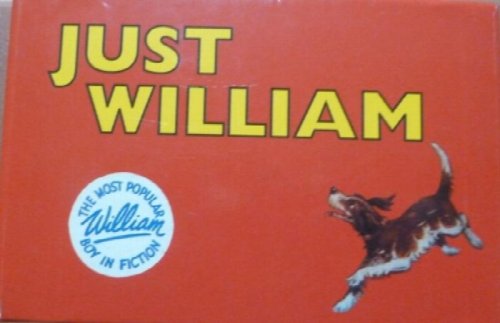 JUST
WILLIAM
THE MOST POPULAR
William
BOY IN FICTION